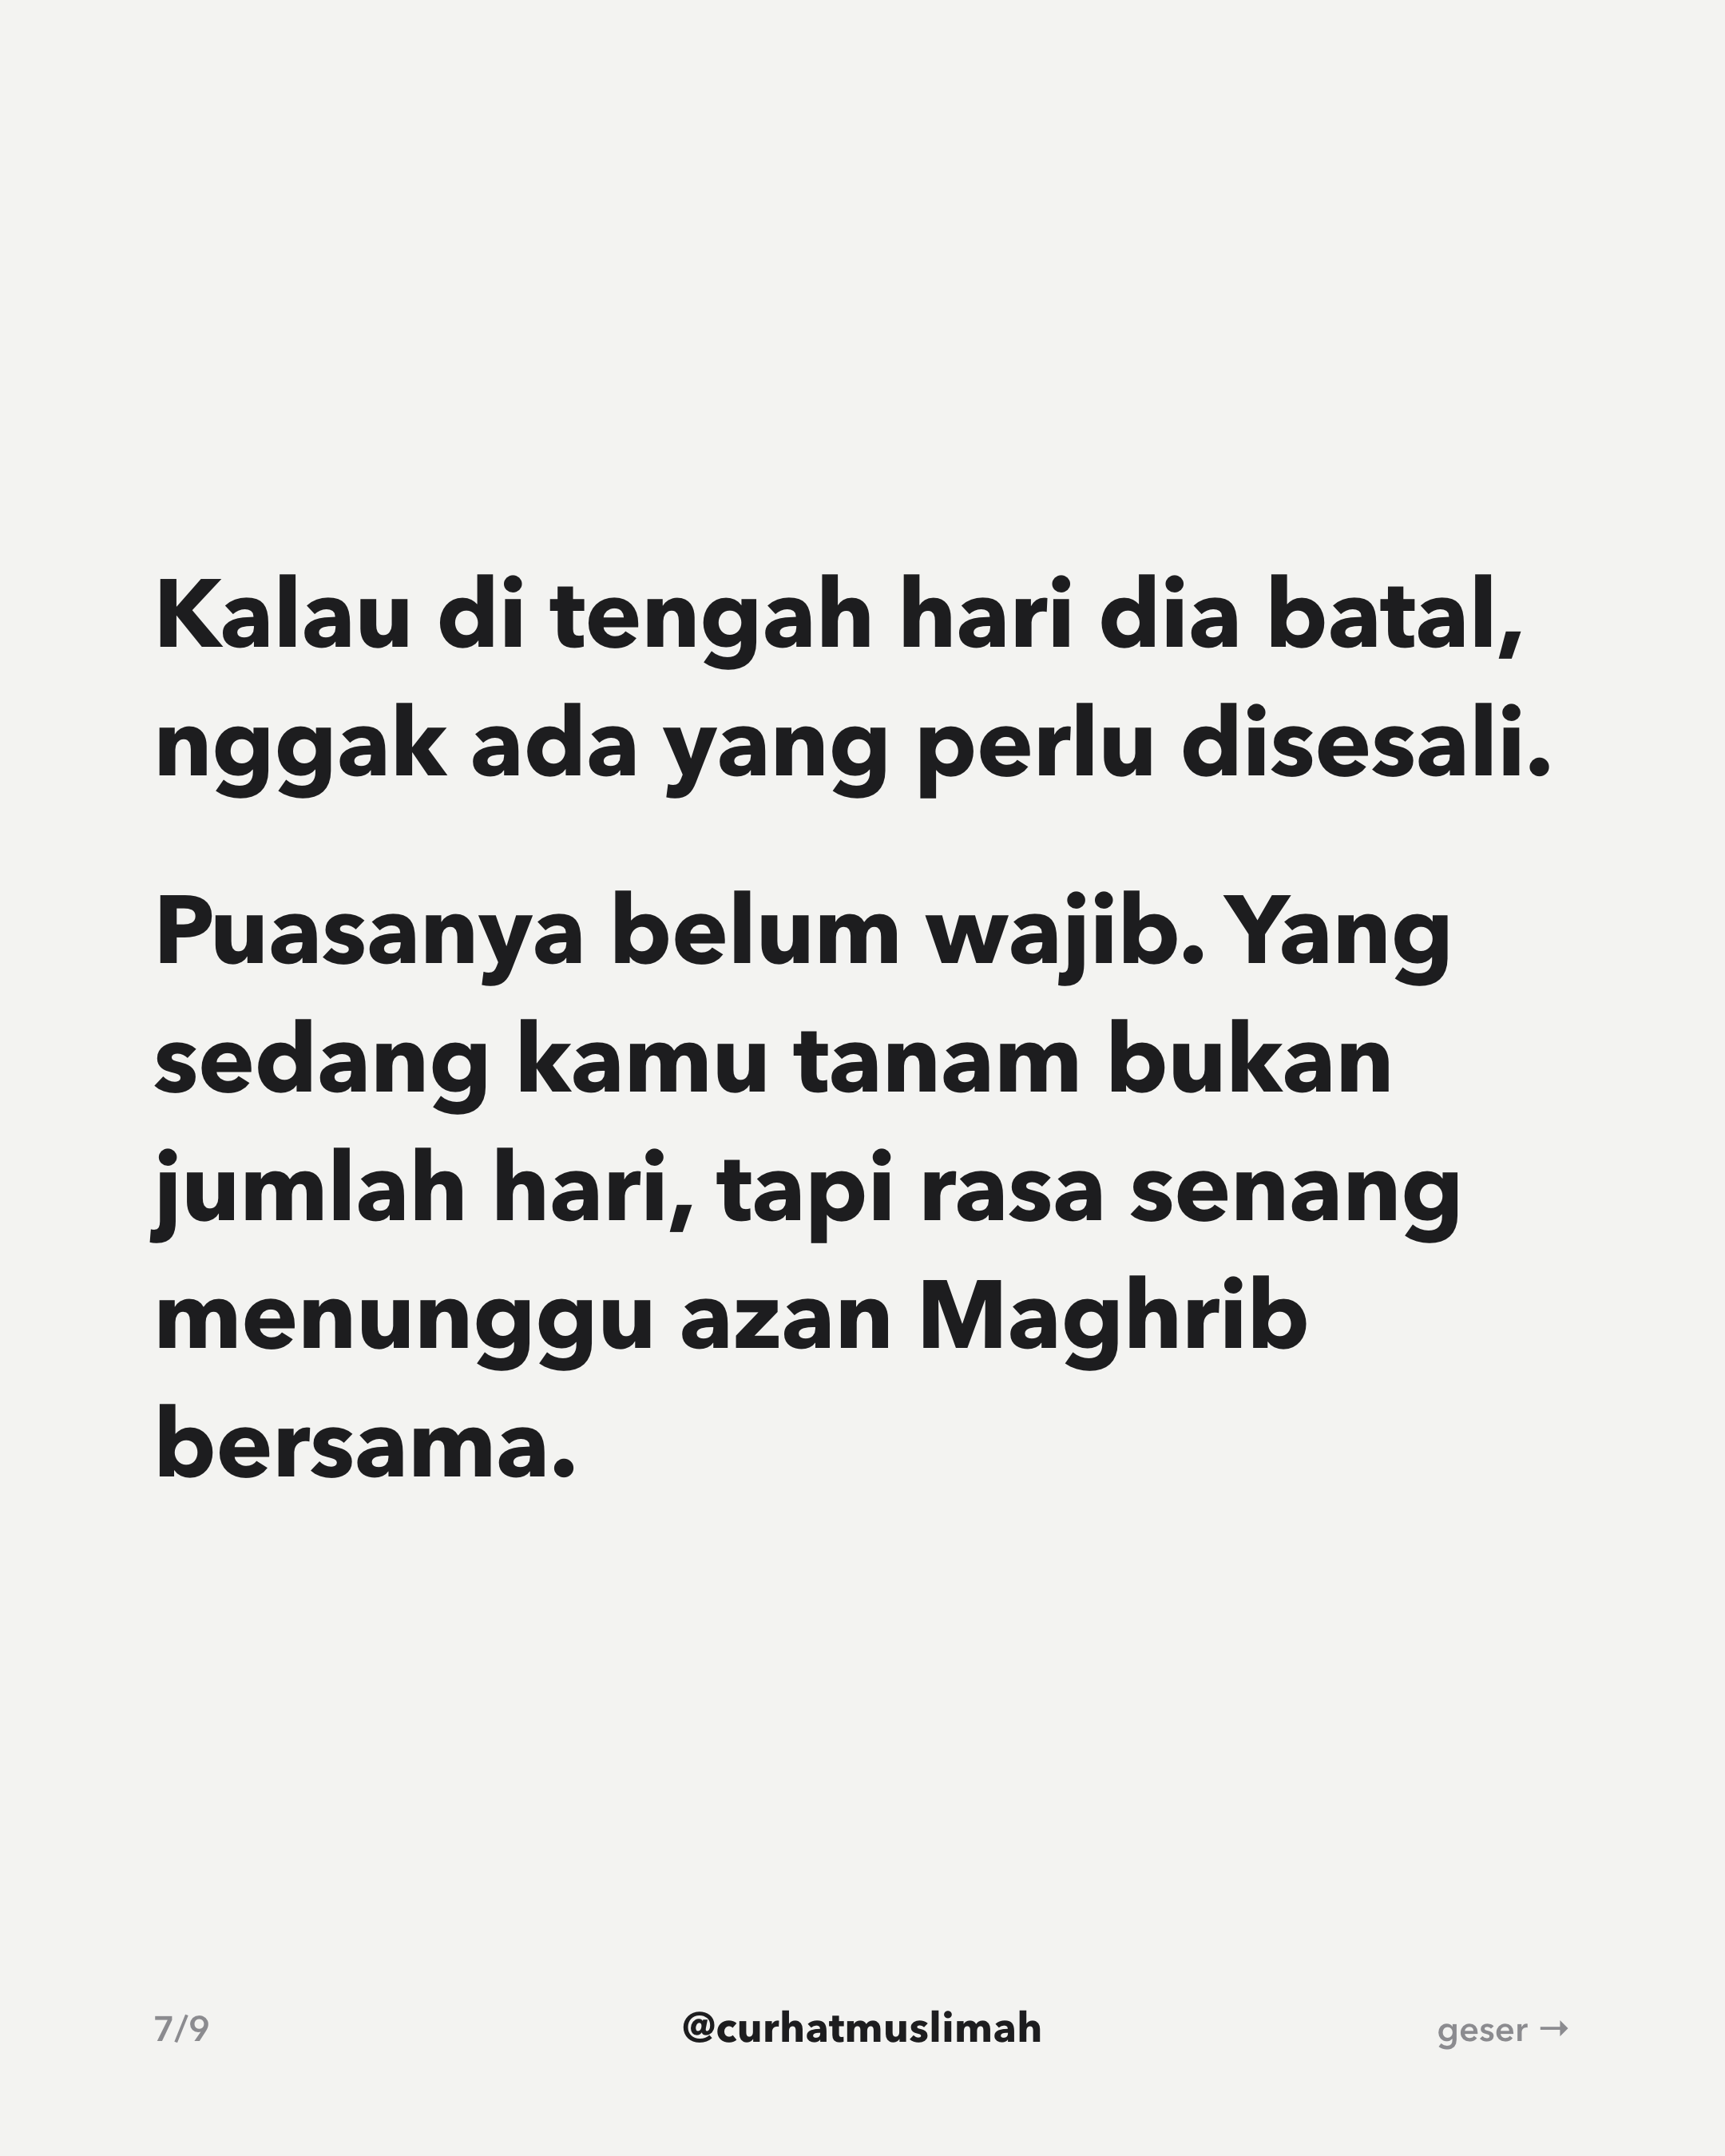 Kalau di tengah hari dia batal,
nggak ada yang perlu disesali.
Puasanya belum wajib. Yang
sedang kamu tanam bukan
jumlah hari, tapi rasa senang
menunggu azan Maghrib
bersama.
7/9
@curhatmuslimah
geser →